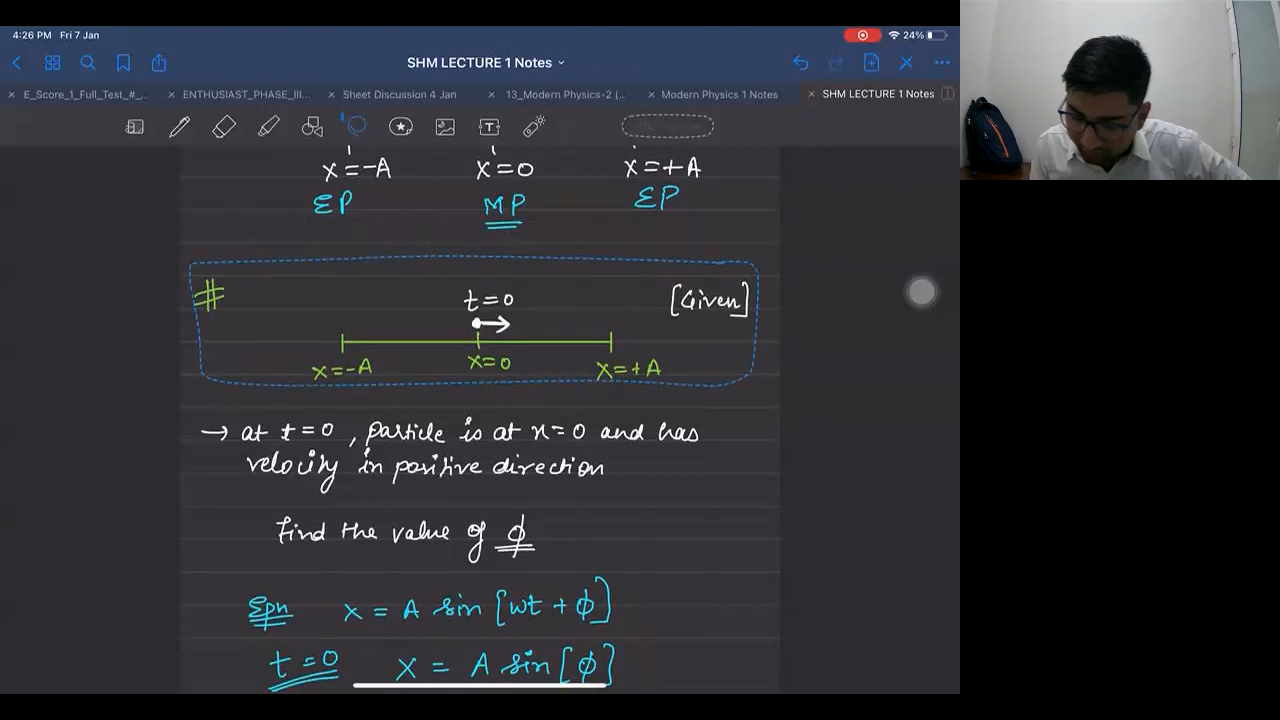 4:26 PM Fri 7 Jan
24%
SHM LECTURE 1 Notes
E_Score_1_Full_Test_#_...
ENTHUSIAST_PHASE_III...
Sheet Discussion 4 Jan
13_Modern Physics-2 (...
Modern Physics 1 Notes
SHM LECTURE 1 Notes
x=-A x=0 x=+A
EP MP EP
# t=0 [Given]
x=-A x=0 x=+A
→ at t=0, particle is at x=0 and has
velocity in positive direction
find the value of ϕ
Eqn x = A sin [wt + ϕ]
t=0 x = A sin [ϕ]